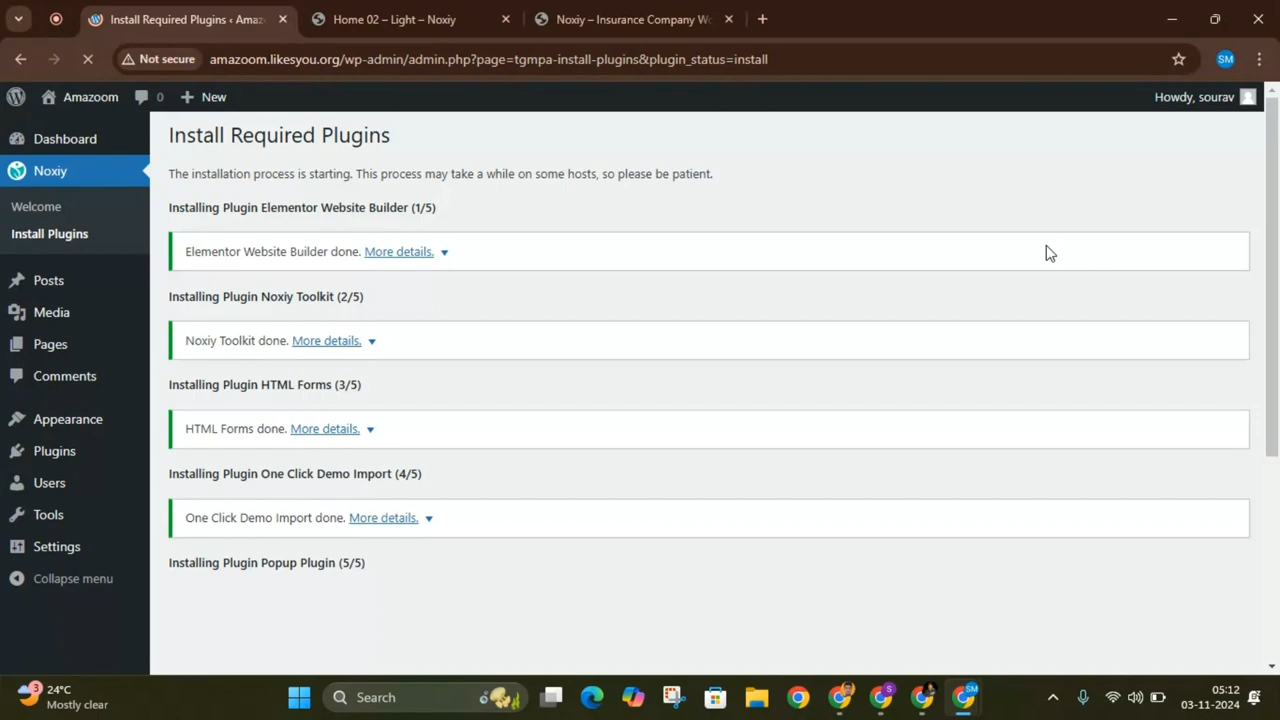 Install Required Plugins ‹ Amaz
Home 02 – Light – Noxiy
Noxiy – Insurance Company Wo
Not secure
amazoom.likesyou.org/wp-admin/admin.php?page=tgmpa-install-plugins&plugin_status=install
SM
Amazoom
0
New
Howdy, sourav
Dashboard
Noxiy
Welcome
Install Plugins
Posts
Media
Pages
Comments
Appearance
Plugins
Users
Tools
Settings
Collapse menu
Install Required Plugins
The installation process is starting. This process may take a while on some hosts, so please be patient.
Installing Plugin Elementor Website Builder (1/5)
Elementor Website Builder done. More details.
Installing Plugin Noxiy Toolkit (2/5)
Noxiy Toolkit done. More details.
Installing Plugin HTML Forms (3/5)
HTML Forms done. More details.
Installing Plugin One Click Demo Import (4/5)
One Click Demo Import done. More details.
Installing Plugin Popup Plugin (5/5)
3
24°C
Mostly clear
Search
S
SM
05:12
03-11-2024